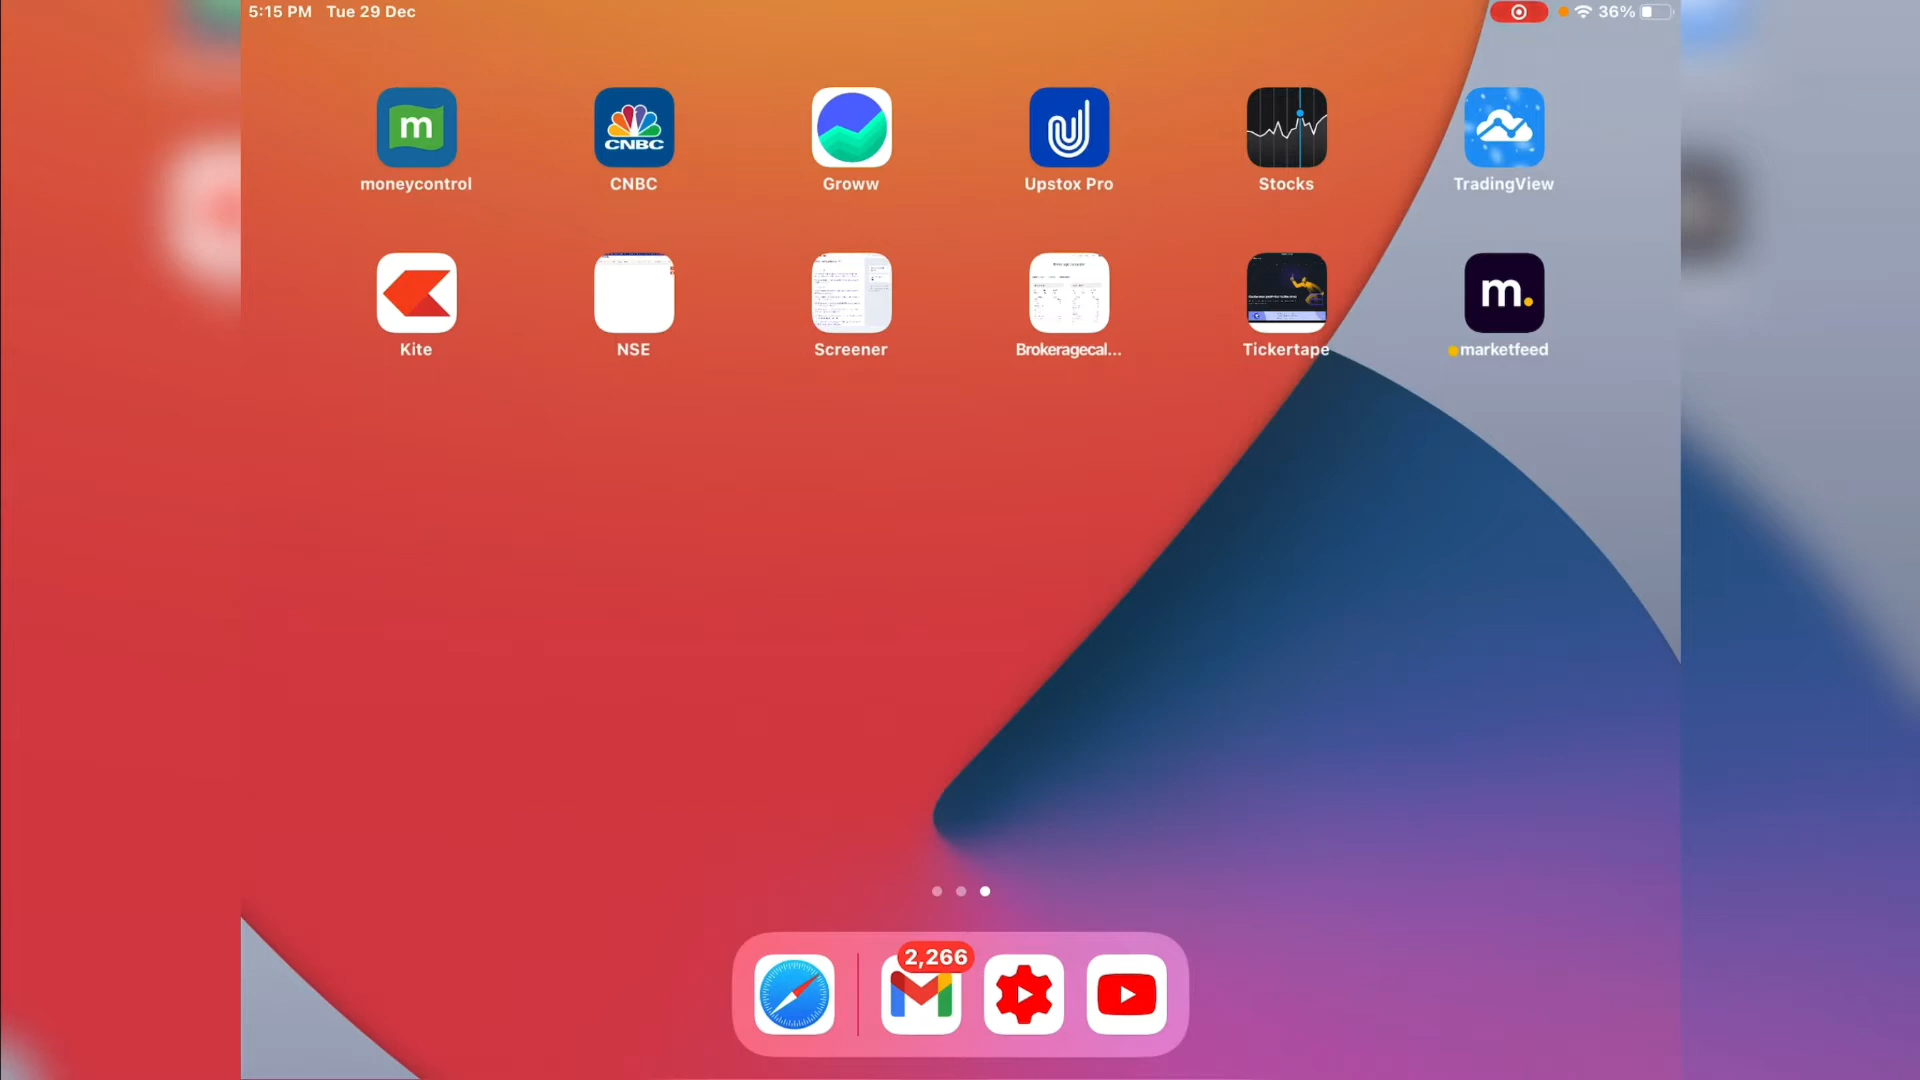 5:15 PM Tue 29 Dec
36%
m
CNBC
moneycontrol
CNBC
Groww
Upstox Pro
Stocks
TradingView
m.
Kite
NSE
Screener
Brokeragecal...
Tickertape
marketfeed
2,266